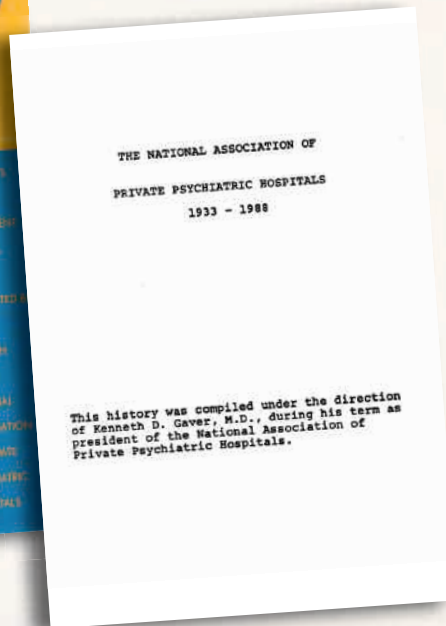 THE NATIONAL ASSOCIATION OF
PRIVATE PSYCHIATRIC HOSPITALS
1933 - 1988
This history was compiled under the direction
of Kenneth D. Gaver, M.D., during his term as
president of the National Association of
Private Psychiatric Hospitals.